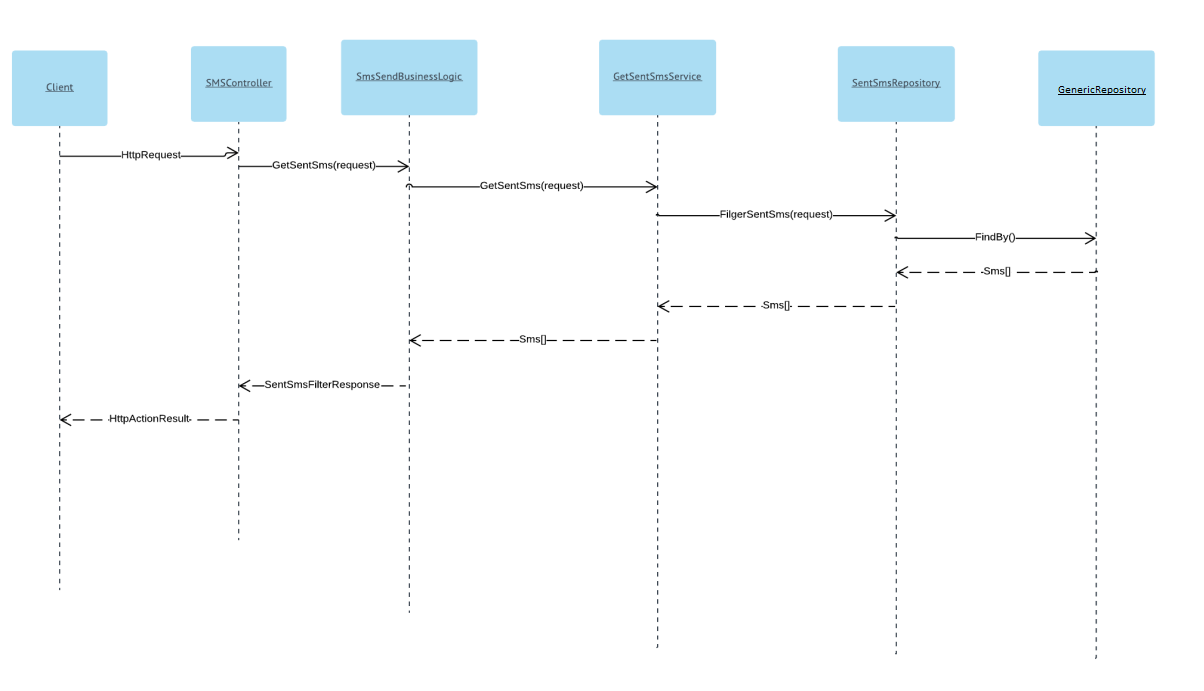 Client
SMSController
SmsSendBusinessLogic
GetSentSmsService
SentSmsRepository
GenericRepository
HttpRequest
GetSentSms(request)
GetSentSms(request)
FilgerSentSms(request)
FindBy()
Sms[]
Sms[]
Sms[]
SentSmsFilterResponse
HttpActionResult